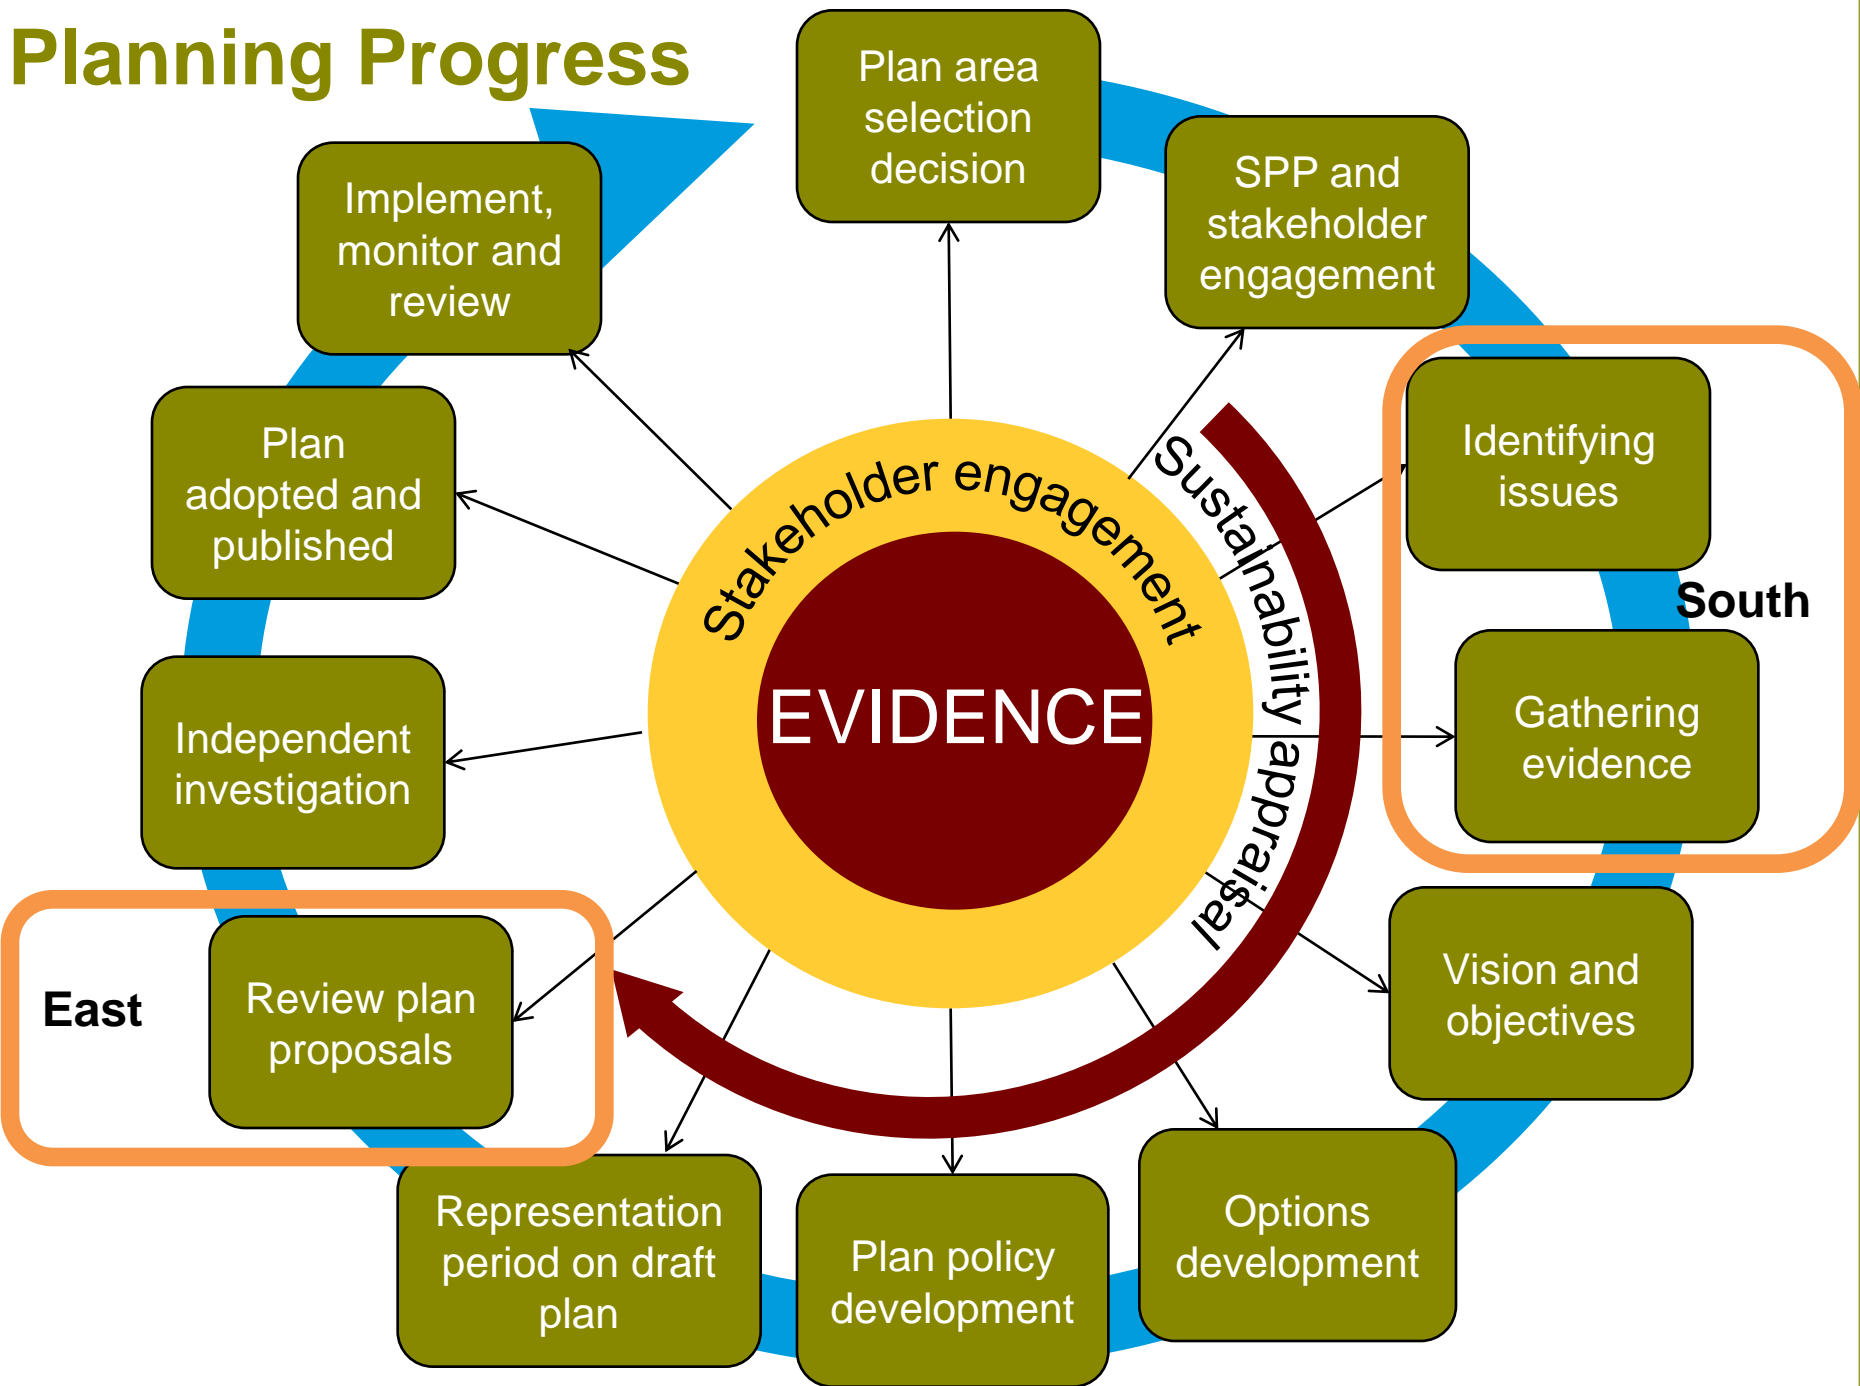 Planning Progress
Plan area
selection
decision
SPP and
stakeholder
engagement
Identifying
issues
South
Gathering
evidence
Vision and
objectives
Options
development
Plan policy
development
Representation
period on draft
plan
East
Review plan
proposals
Independent
investigation
Plan
adopted and
published
Implement,
monitor and
review
Stakeholder engagement
Sustainability appraisal
EVIDENCE